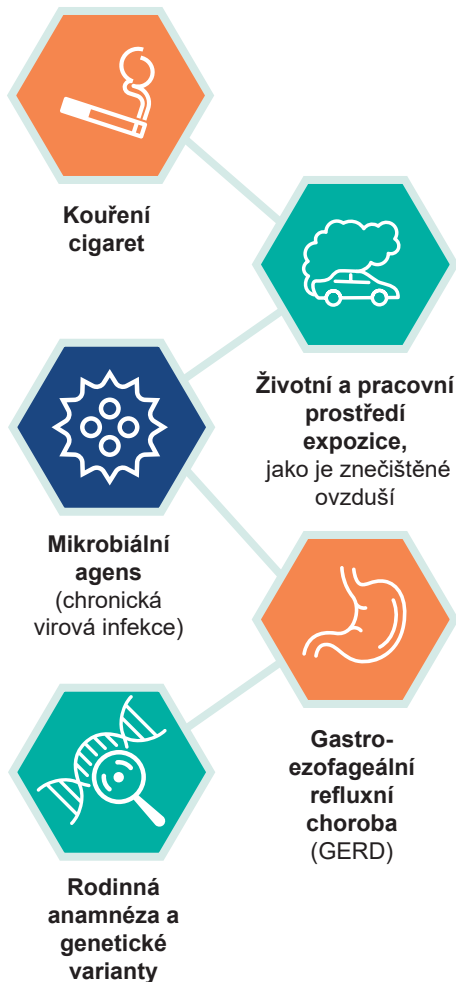 Kouření
cigaret
Životní a pracovní
prostředí
expozice,
jako je znečištěné
ovzduší
Mikrobiální
agens
(chronická
virová infekce)
Gastro-
ezofageální
refluxní
choroba
(GERD)
Rodinná
anamnéza a
genetické
varianty